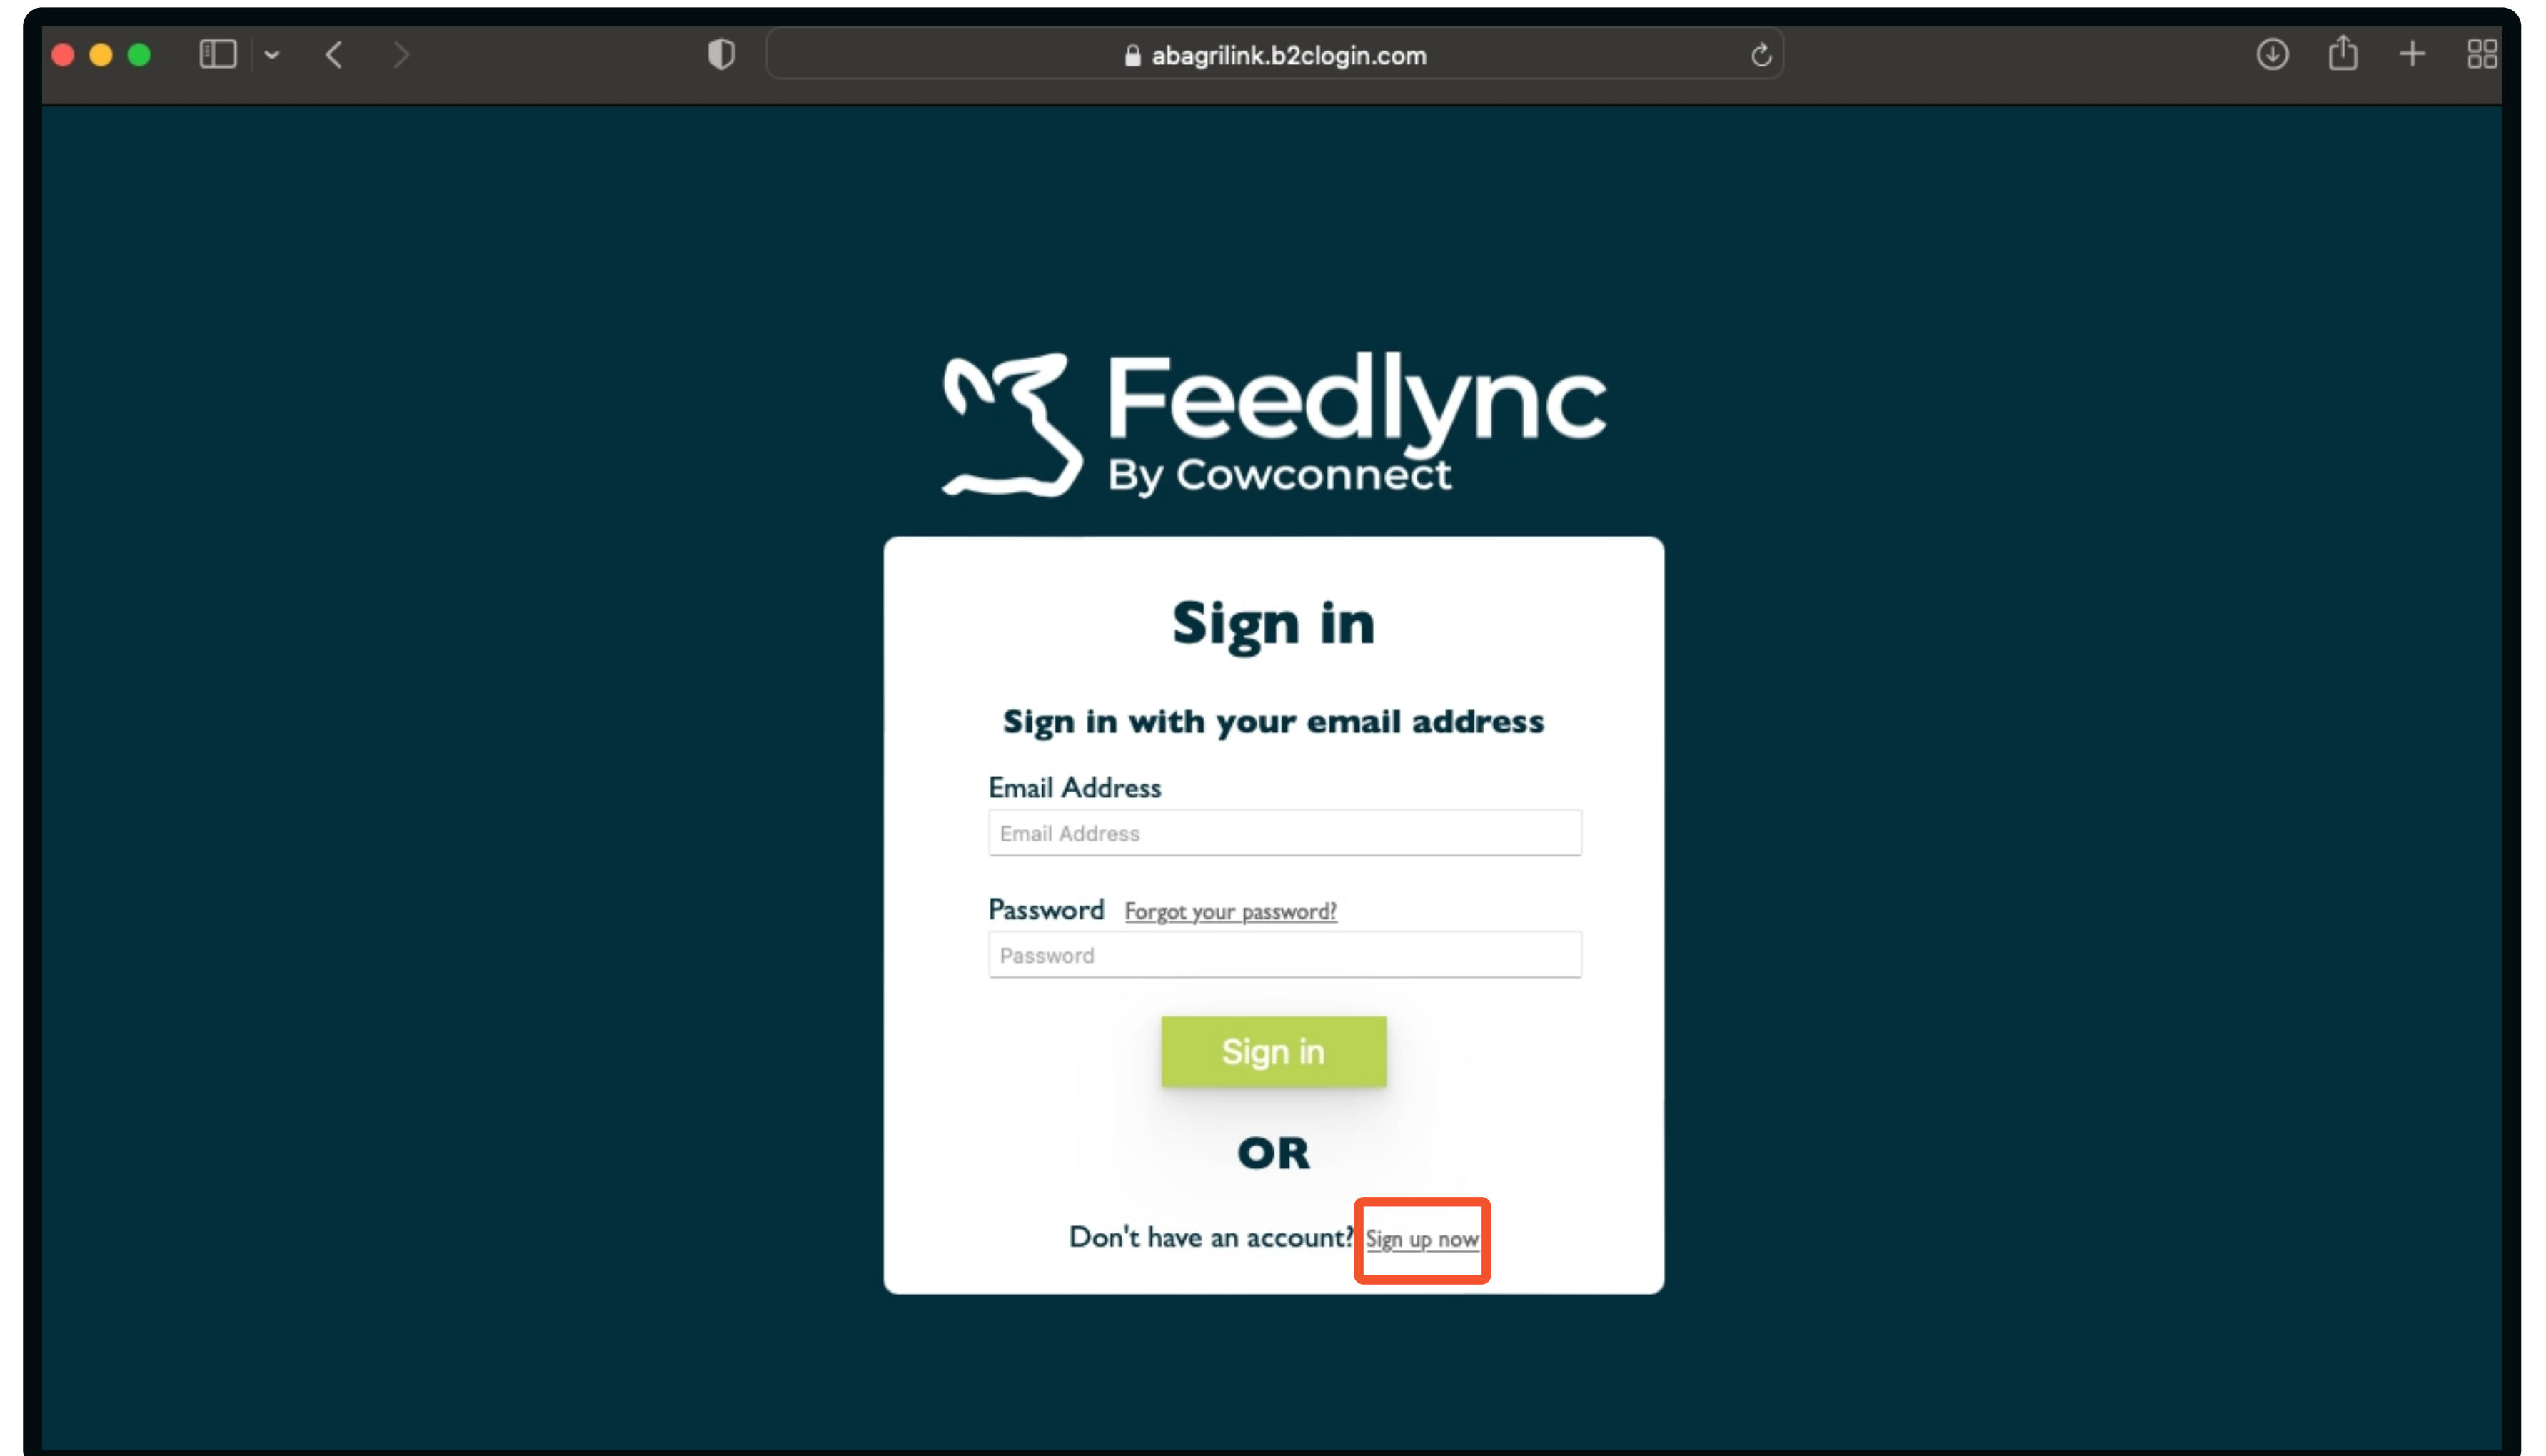 abagrilink.b2clogin.com
Feedlync
By Cowconnect
Sign in
Sign in with your email address
Email Address
Email Address
Password Forgot your password?
Password
Sign in
OR
Don't have an account? Sign up now